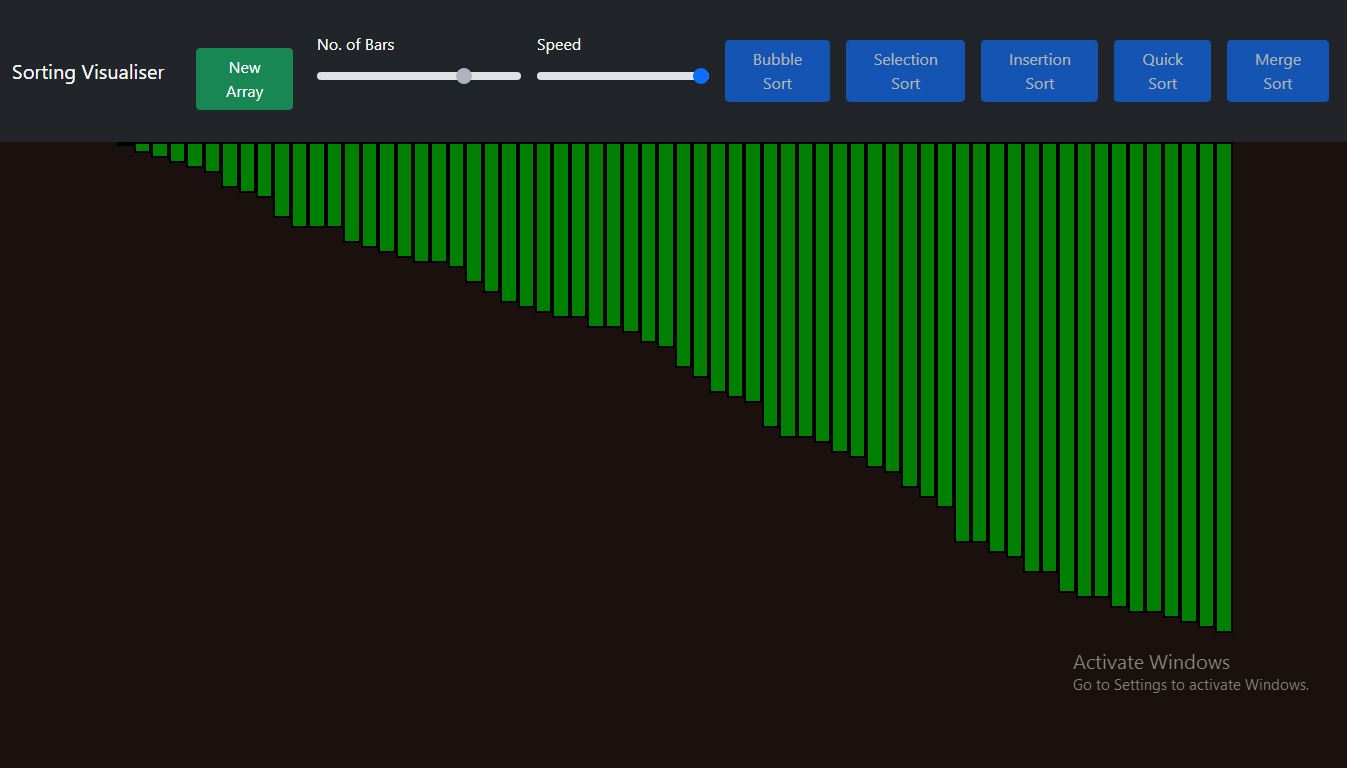 Sorting Visualiser
New
Array
No. of Bars
Speed
Bubble
Sort
Selection
Sort
Insertion
Sort
Quick
Sort
Merge
Sort
Activate Windows
Go to Settings to activate Windows.